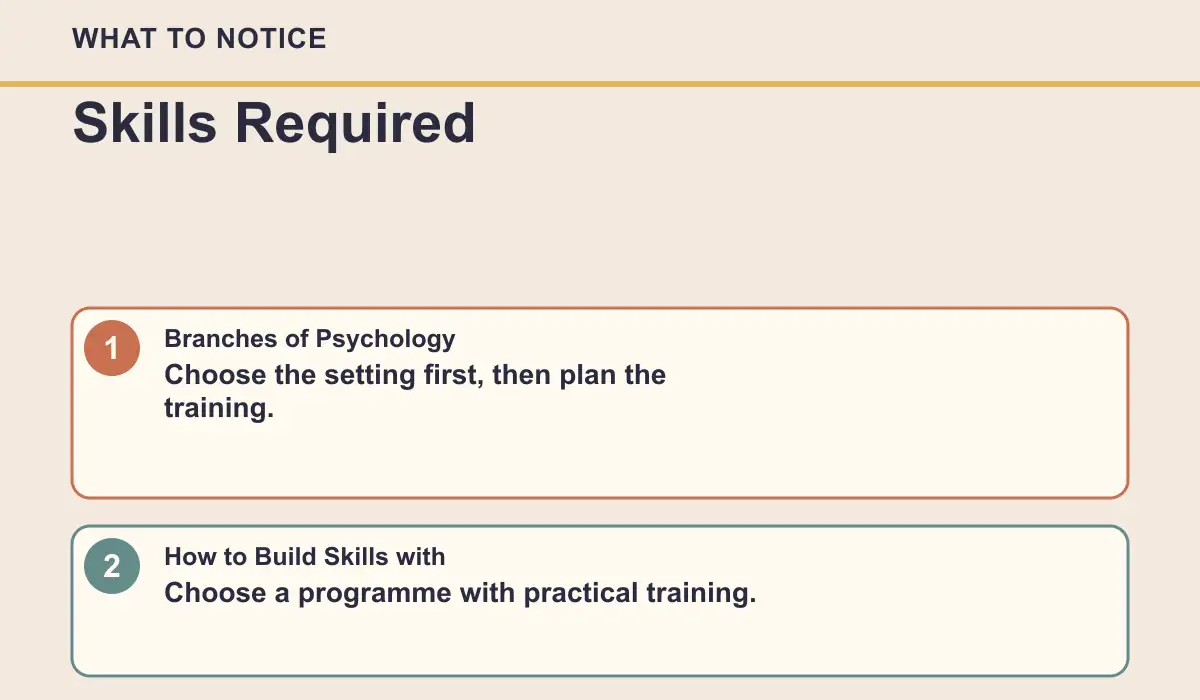 WHAT TO NOTICE
Skills Required
1
Branches of Psychology
Choose the setting first, then plan the
training.
2
How to Build Skills with
Choose a programme with practical training.